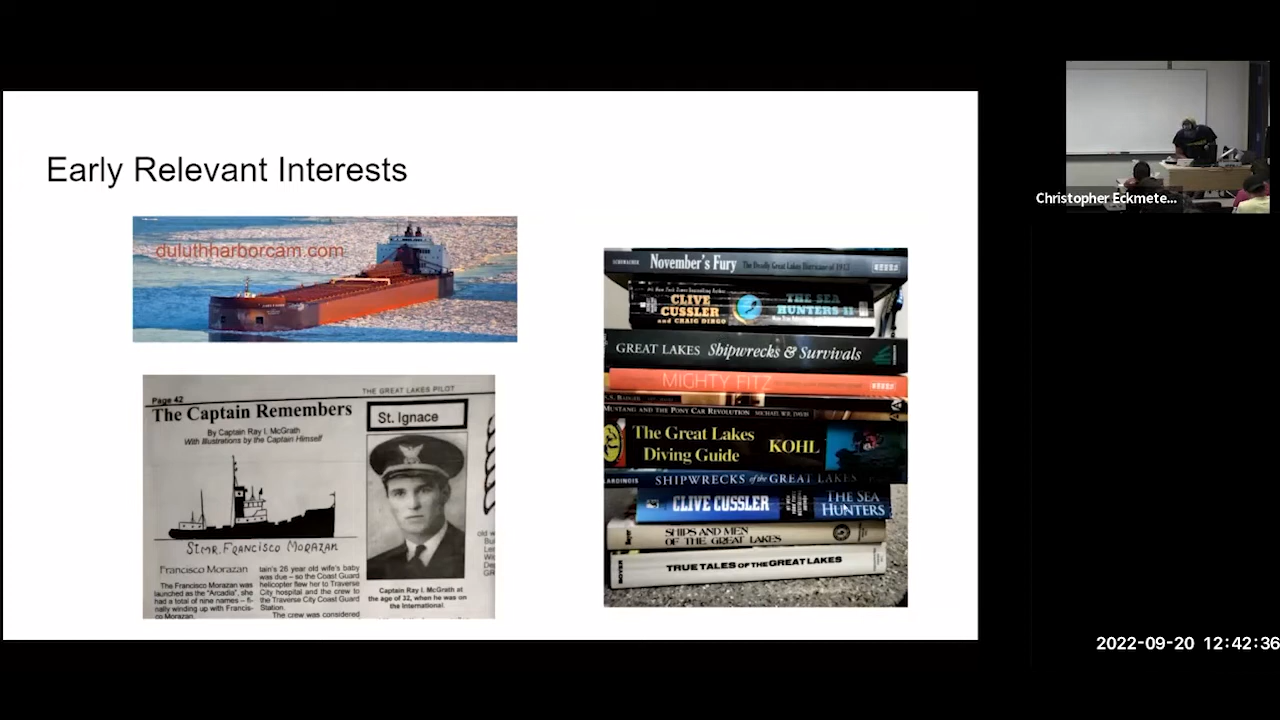 Early Relevant Interests
duluthharborcam.com
THE GREAT LAKES PILOT
Page 42
The Captain Remembers
By Captain Ray I. McGrath
With Illustrations by the Captain Himself
St. Ignace
STMR. FRANCISCO MORAZAN
Francisco Morazan
The Francisco Morazan was
launched as the "Arcadia", she
had a total of nine names – fi-
nally winding up with Francis-
co Morazan.
tain's 26 year old wife's baby
was due – so the Coast Guard
helicopter flew her to Traverse
City hospital and the crew to
the Traverse City Coast Guard
Station.
The crew was considered
Captain Ray I. McGrath at
the age of 32, when he was on
the International.
November's Fury The Deadly Great Lakes Hurricane of 1913
CLIVE
CUSSLER
and CRAIG DIRGO
THE SEA
HUNTERS II
GREAT LAKES Shipwrecks & Survivals
MIGHTY FITZ
MUSTANG AND THE PONY CAR REVOLUTION
The Great Lakes
Diving Guide
KOHL
SHIPWRECKS of the GREAT LAKES
CLIVE CUSSLER
THE SEA
HUNTERS
SHIPS AND MEN
OF THE GREAT LAKES
BOYER
TRUE TALES OF THE GREAT LAKES
Christopher Eckmete...
2022-09-20 12:42:36